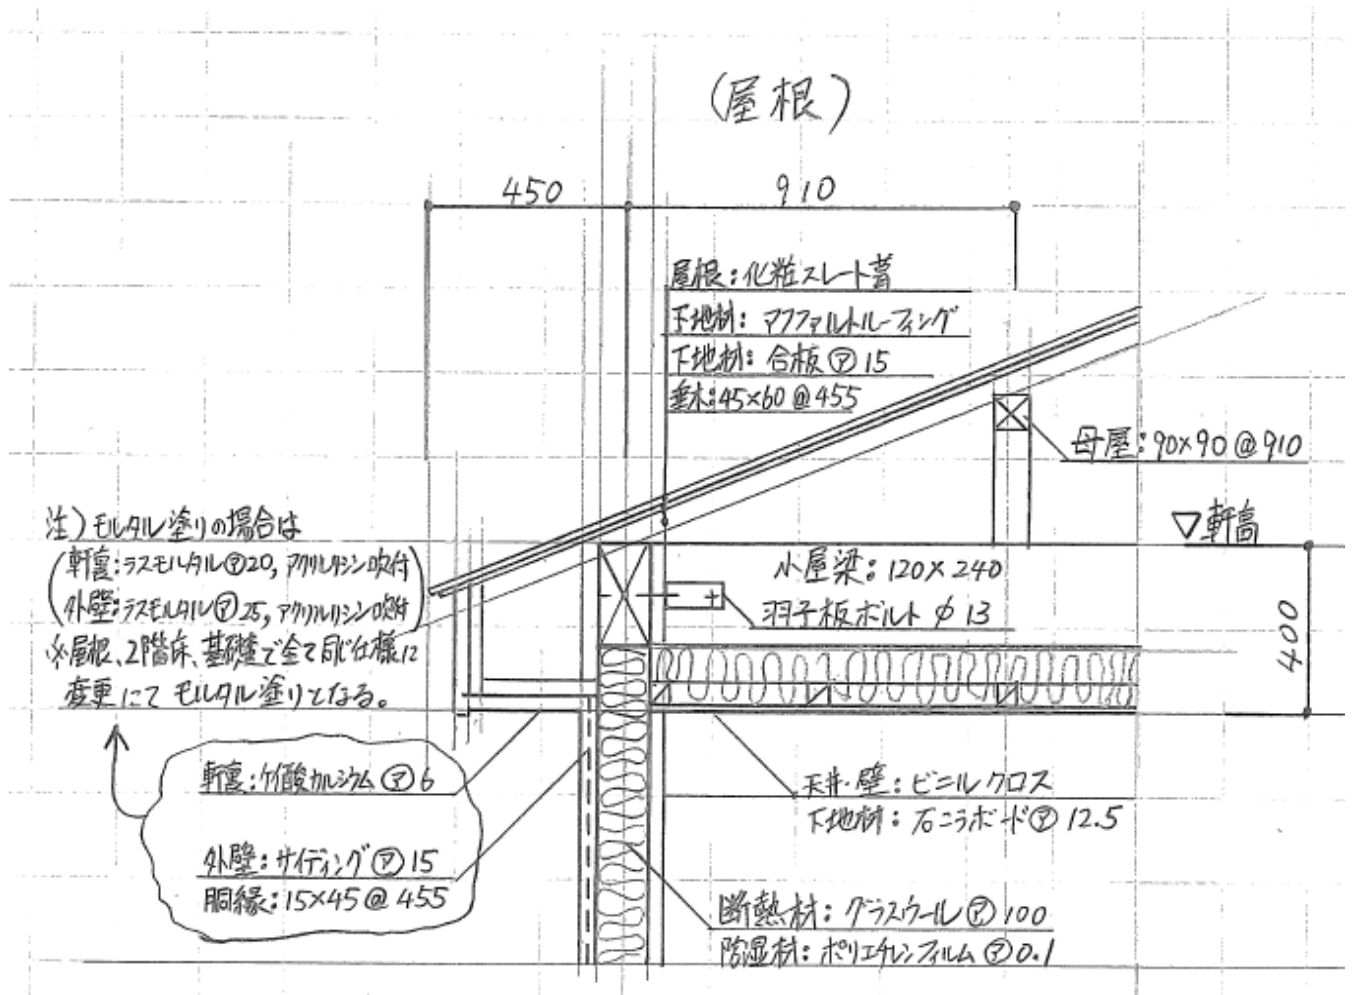 (屋根)
450
910
屋根:化粧スレート葺
下地材:アスファルトルーフィング
下地材:合板㋐15
垂木:45×60@455
母屋:90×90@910
▽軒高
注)モルタル塗りの場合は
(軒裏:ラスモルタル㋐20,アクリルリシン吹付)
(外壁:ラスモルタル㋐25,アクリルリシン吹付)
※屋根、2階床、基礎で全て同じ仕様に
変更にてモルタル塗りとなる。
小屋梁:120×240
羽子板ボルトφ13
400
軒裏:ケイ酸カルシウム㋐6
天井・壁:ビニルクロス
下地材:石こうボード㋐12.5
外壁:サイディング㋐15
胴縁:15×45@455
断熱材:グラスウール㋐100
防湿材:ポリエチレンフィルム㋐0.1